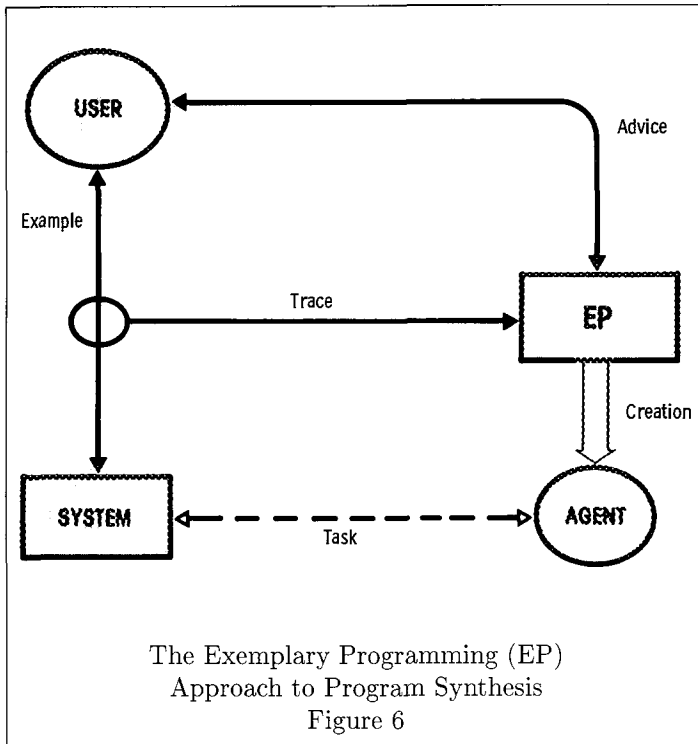 USER
Advice
Example
Trace
EP
Creation
SYSTEM
Task
AGENT
The Exemplary Programming (EP)
Approach to Program Synthesis
Figure 6